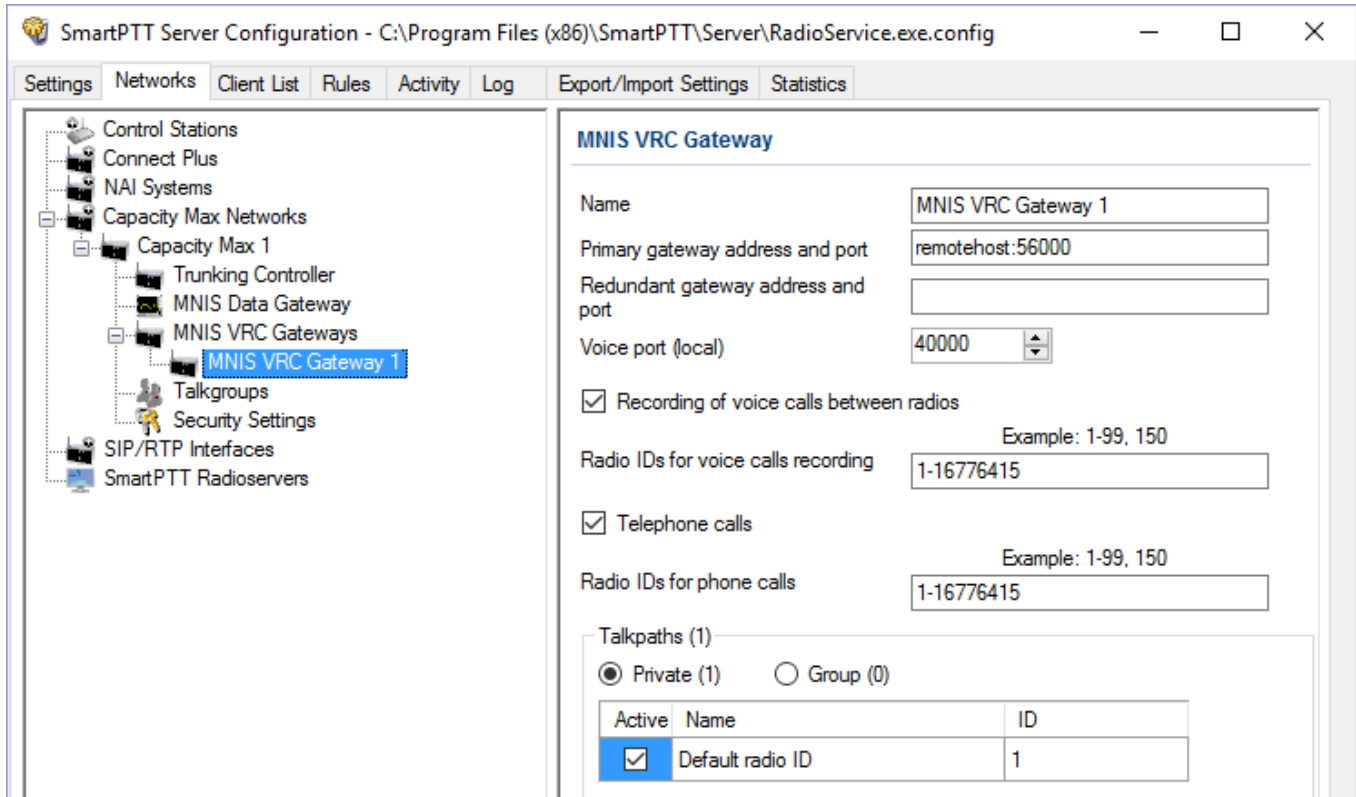 SmartPTT Server Configuration - C:\Program Files (x86)\SmartPTT\Server\RadioService.exe.config
Settings Networks Client List Rules Activity Log Export/Import Settings Statistics
Control Stations
Connect Plus
NAI Systems
Capacity Max Networks
Capacity Max 1
Trunking Controller
MNIS Data Gateway
MNIS VRC Gateways
MNIS VRC Gateway 1
Talkgroups
Security Settings
SIP/RTP Interfaces
SmartPTT Radioservers
MNIS VRC Gateway
Name MNIS VRC Gateway 1
Primary gateway address and port remotehost:56000
Redundant gateway address and
port
Voice port (local) 40000
Recording of voice calls between radios
Example: 1-99, 150
Radio IDs for voice calls recording 1-16776415
Telephone calls
Example: 1-99, 150
Radio IDs for phone calls 1-16776415
Talkpaths (1)
Private (1) Group (0)
Active Name ID
Default radio ID 1